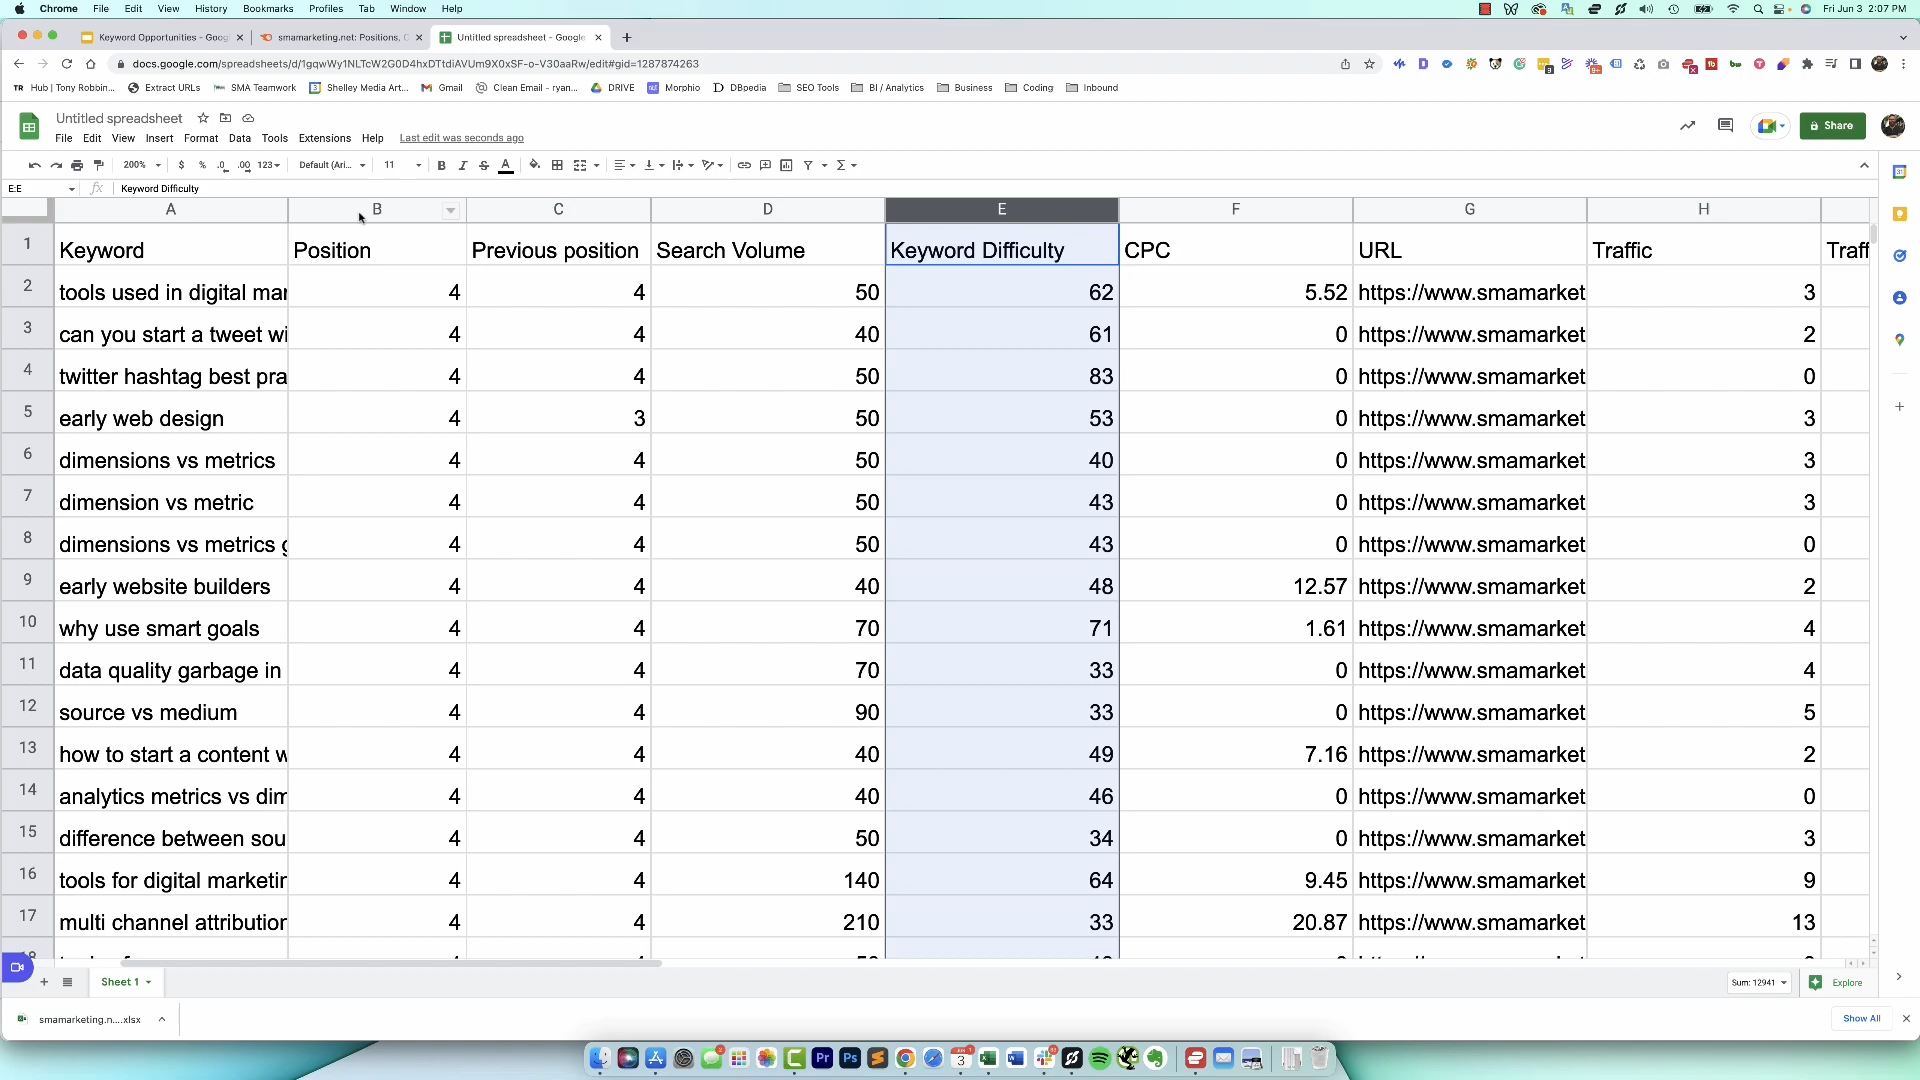 Chrome File Edit View History Bookmarks Profiles Tab Window Help Fri Jun 3 2:07 PM
Keyword Opportunities - Goog smamarketing.net: Positions, O Untitled spreadsheet - Google
docs.google.com/spreadsheets/d/1gqwWy1NLTcW2G0D4hxDTtdiAVUm9X0xSF-o-V30aaRw/edit#gid=1287874263
Hub | Tony Robbin... Extract URLs SMA Teamwork Shelley Media Art... Gmail Clean Email - ryan... DRIVE Morphio DBpedia SEO Tools BI / Analytics Business Coding Inbound
Untitled spreadsheet
File Edit View Insert Format Data Tools Extensions Help Last edit was seconds ago
Share
200% $ % .0 .00 123 Default (Ari... 11 B I S A
E:E fx Keyword Difficulty
A B C D E F G H
1 Keyword Position Previous position Search Volume Keyword Difficulty CPC URL Traffic Traff
2 tools used in digital mar 4 4 50 62 5.52 https://www.smamarket 3
3 can you start a tweet wi 4 4 40 61 0 https://www.smamarket 2
4 twitter hashtag best pra 4 4 50 83 0 https://www.smamarket 0
5 early web design 4 3 50 53 0 https://www.smamarket 3
6 dimensions vs metrics 4 4 50 40 0 https://www.smamarket 3
7 dimension vs metric 4 4 50 43 0 https://www.smamarket 3
8 dimensions vs metrics g 4 4 50 43 0 https://www.smamarket 0
9 early website builders 4 4 40 48 12.57 https://www.smamarket 2
10 why use smart goals 4 4 70 71 1.61 https://www.smamarket 4
11 data quality garbage in 4 4 70 33 0 https://www.smamarket 4
12 source vs medium 4 4 90 33 0 https://www.smamarket 5
13 how to start a content w 4 4 40 49 7.16 https://www.smamarket 2
14 analytics metrics vs dim 4 4 40 46 0 https://www.smamarket 0
15 difference between sou 4 4 50 34 0 https://www.smamarket 3
16 tools for digital marketin 4 4 140 64 9.45 https://www.smamarket 9
17 multi channel attribution 4 4 210 33 20.87 https://www.smamarket 13
Sheet 1 Sum: 12941 Explore
smamarketing.n....xlsx Show All